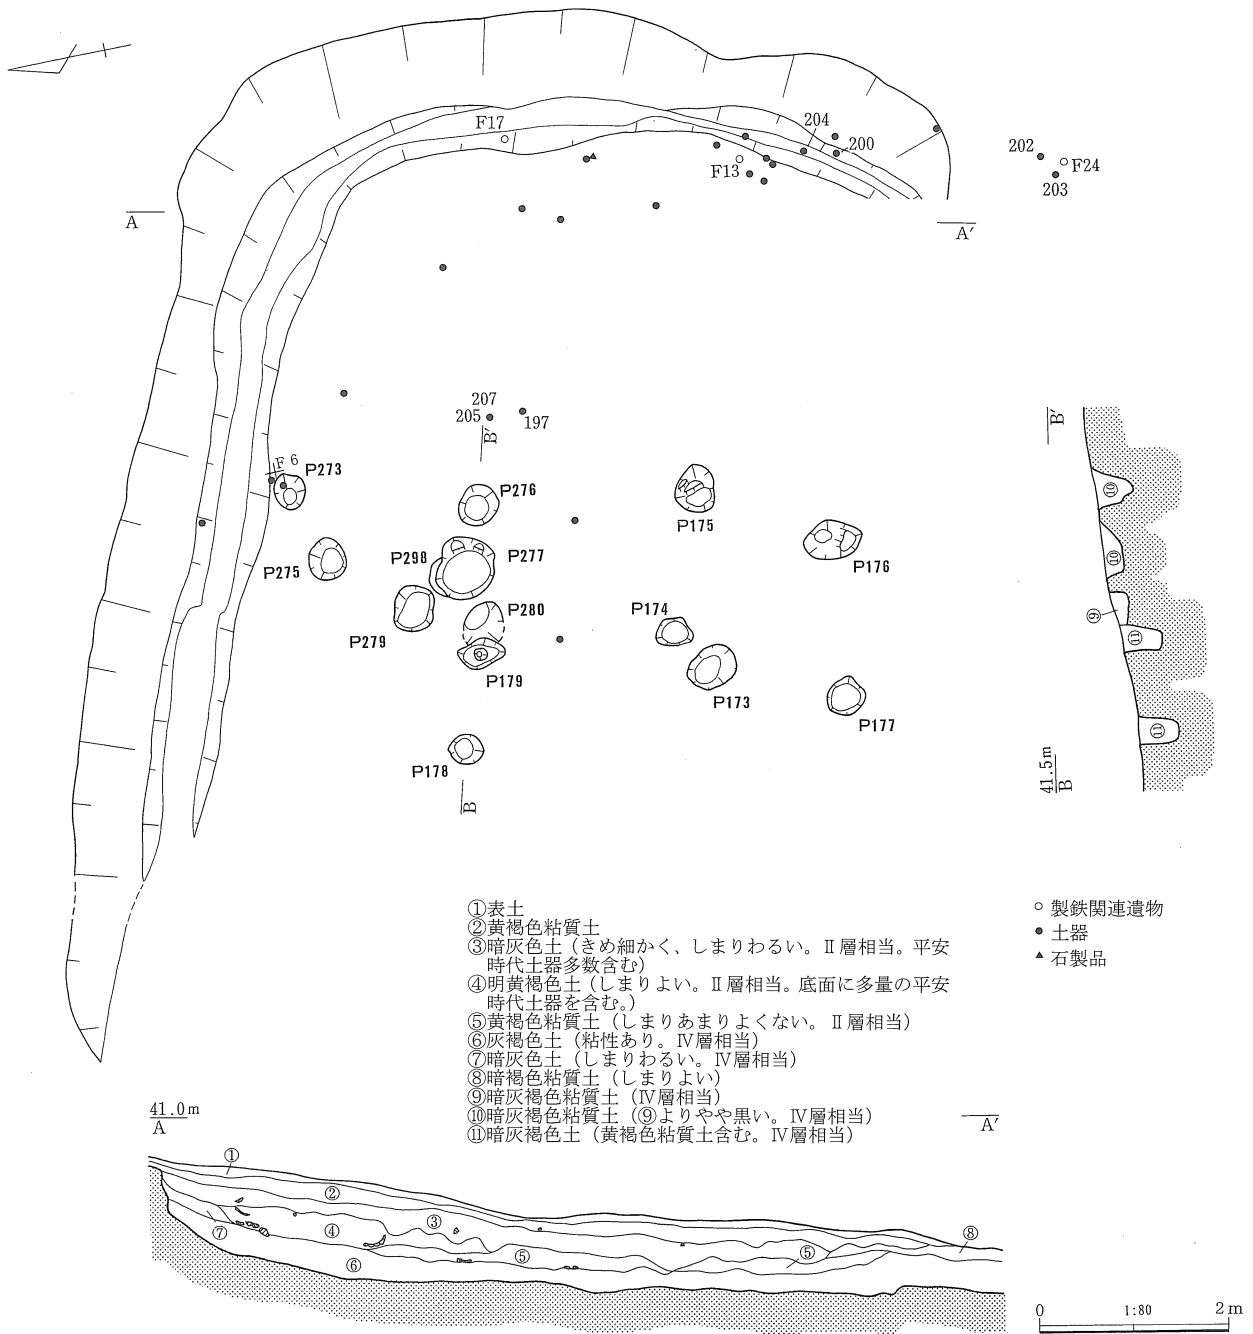 F17
204
200
F13
202
F24
203
A
A′
207
205
197
B′
B′
F 6
P273
P276
P175
P275
P298
P277
P176
P279
P280
P174
P179
P173
P177
P178
B
⑩
⑩
⑨
⑪
⑪
41.5m
B
①表土
②黄褐色粘質土
③暗灰色土（きめ細かく、しまりわるい。Ⅱ層相当。平安
時代土器多数含む）
④明黄褐色土（しまりよい。Ⅱ層相当。底面に多量の平安
時代土器を含む。）
⑤黄褐色粘質土（しまりあまりよくない。Ⅱ層相当）
⑥灰褐色土（粘性あり。Ⅳ層相当）
⑦暗灰色土（しまりわるい。Ⅳ層相当）
⑧暗褐色粘質土（しまりよい）
⑨暗灰褐色粘質土（Ⅳ層相当）
⑩暗灰褐色粘質土（⑨よりやや黒い。Ⅳ層相当）
⑪暗灰褐色土（黄褐色粘質土含む。Ⅳ層相当）
製鉄関連遺物
土器
石製品
41.0m
A
A′
①
②
③
④
⑦
⑤
⑤
⑧
⑥
0 1:80 2m